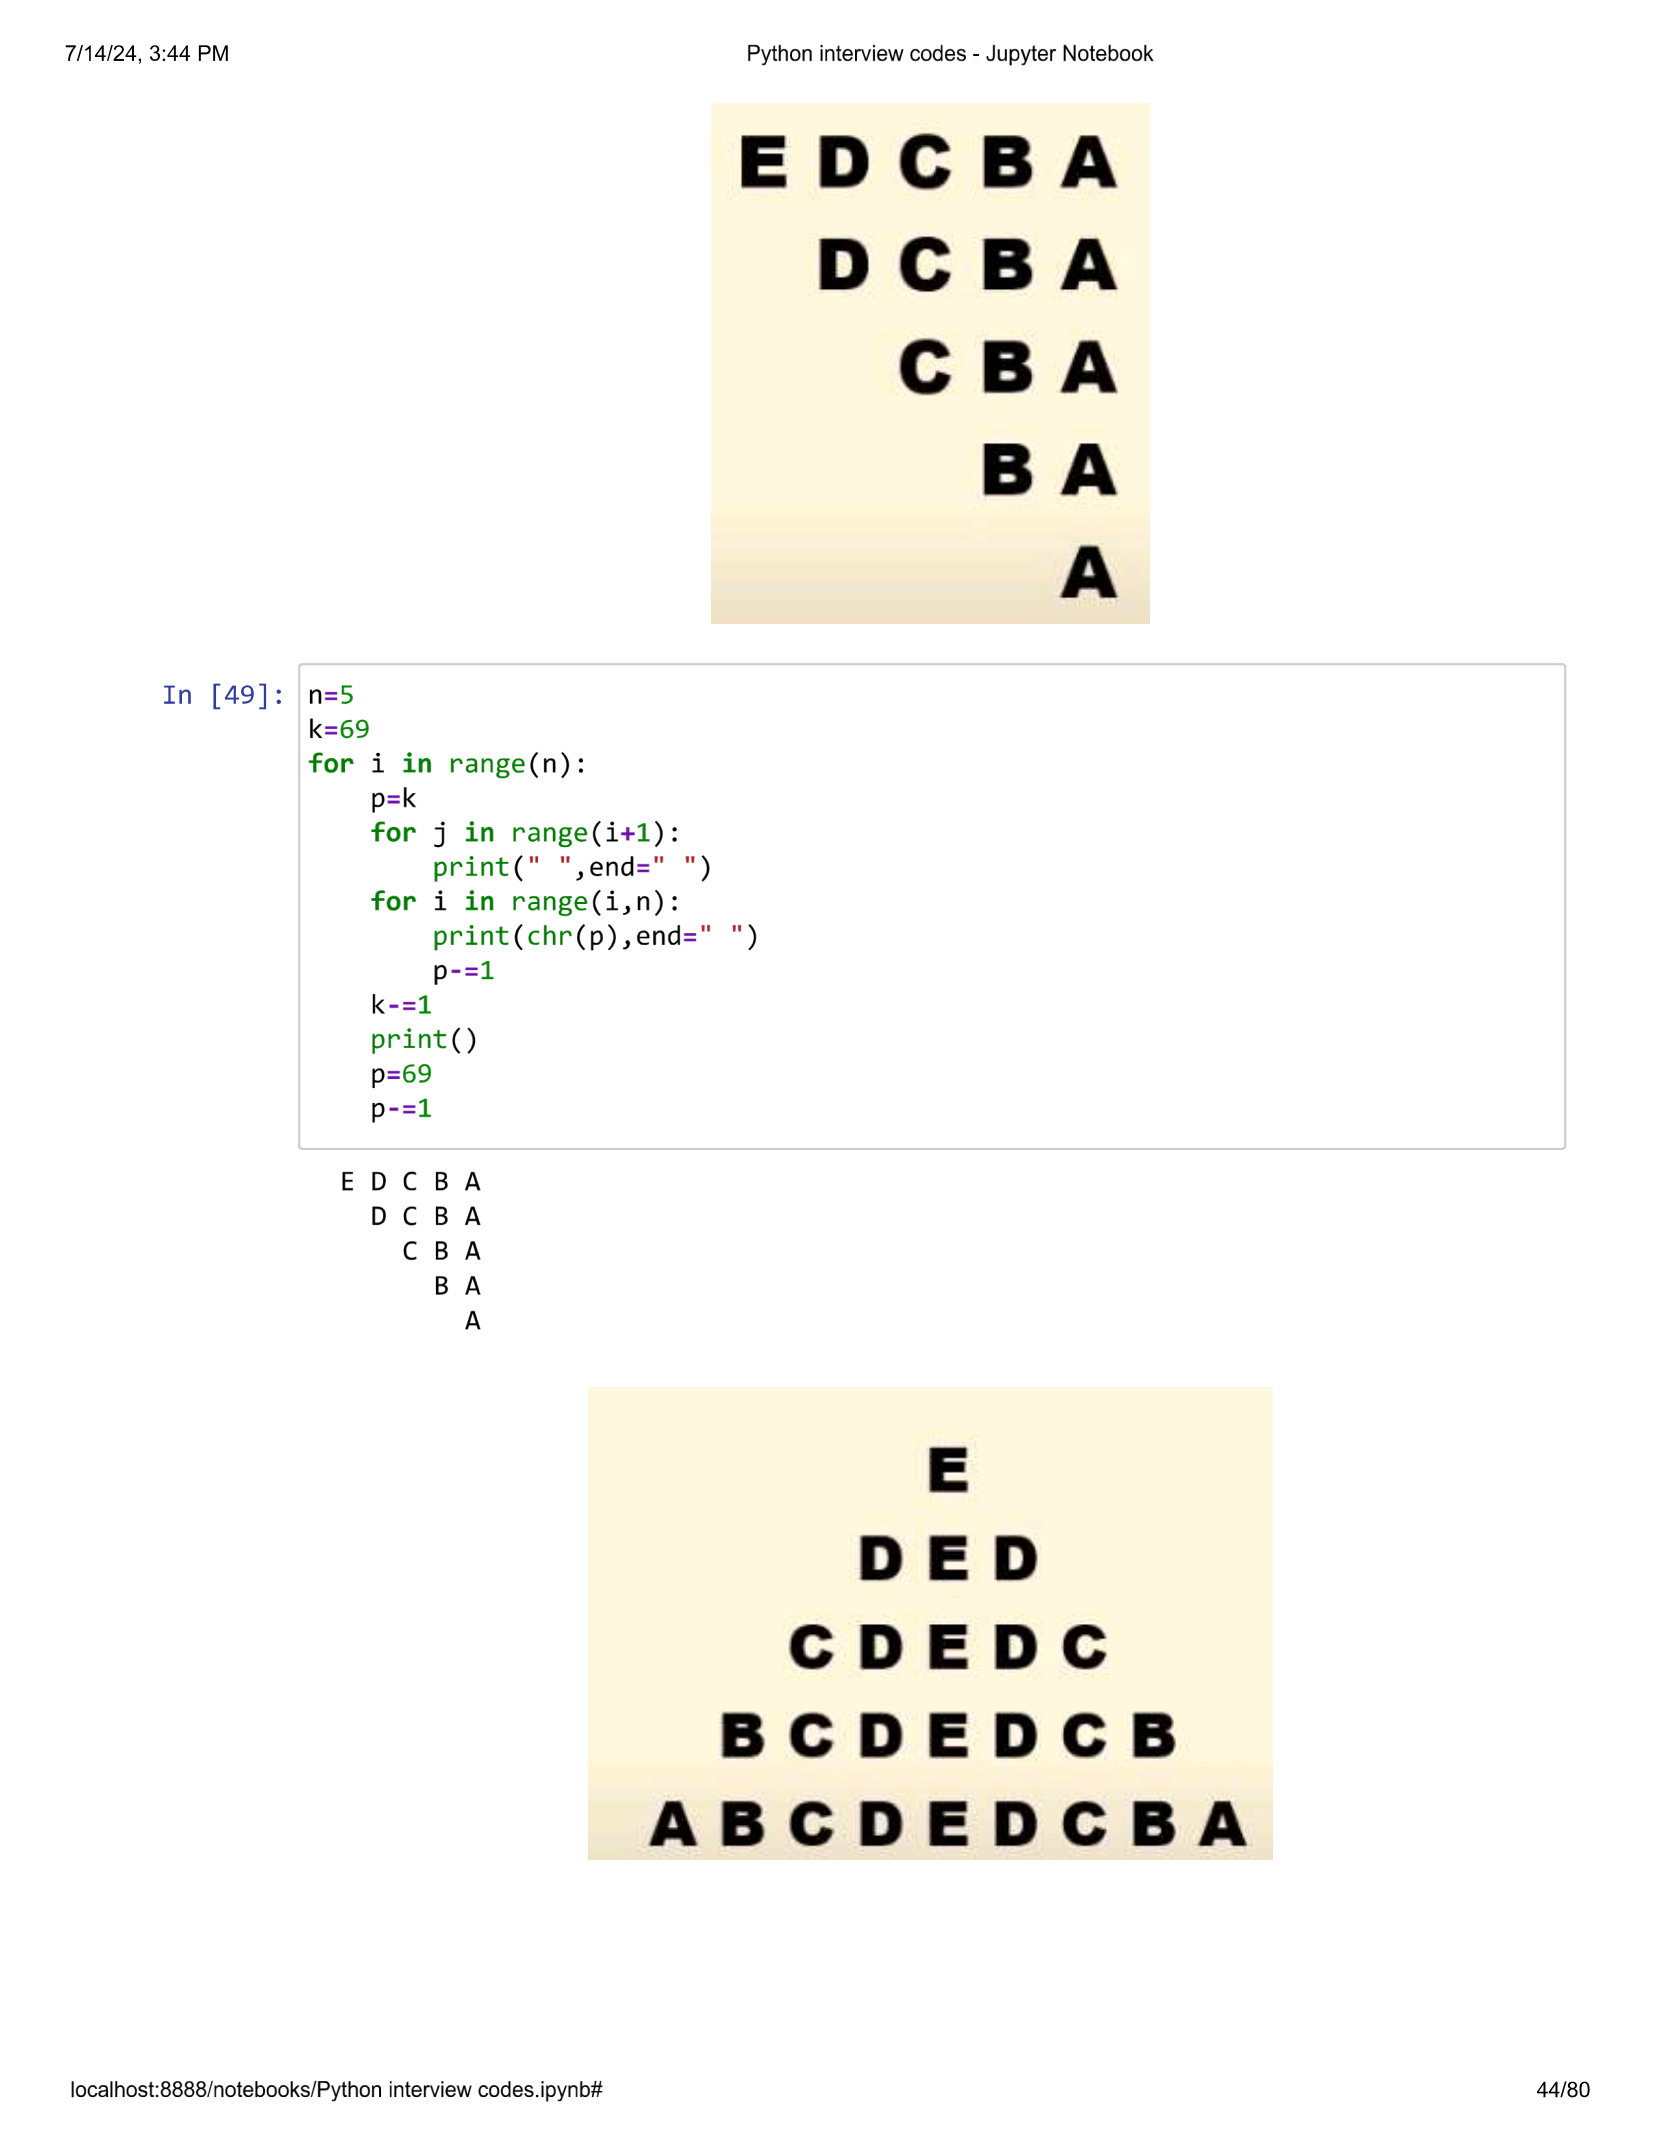 7/14/24, 3:44 PM Python interview codes - Jupyter Notebook
E D C B A
D C B A
C B A
B A
A
In [49]: n=5
k=69
for i in range(n):
    p=k
    for j in range(i+1):
        print(" ",end=" ")
    for i in range(i,n):
        print(chr(p),end=" ")
        p-=1
    k-=1
    print()
    p=69
    p-=1
  E D C B A
    D C B A
      C B A
        B A
          A
E
D E D
C D E D C
B C D E D C B
A B C D E D C B A
localhost:8888/notebooks/Python interview codes.ipynb# 44/80